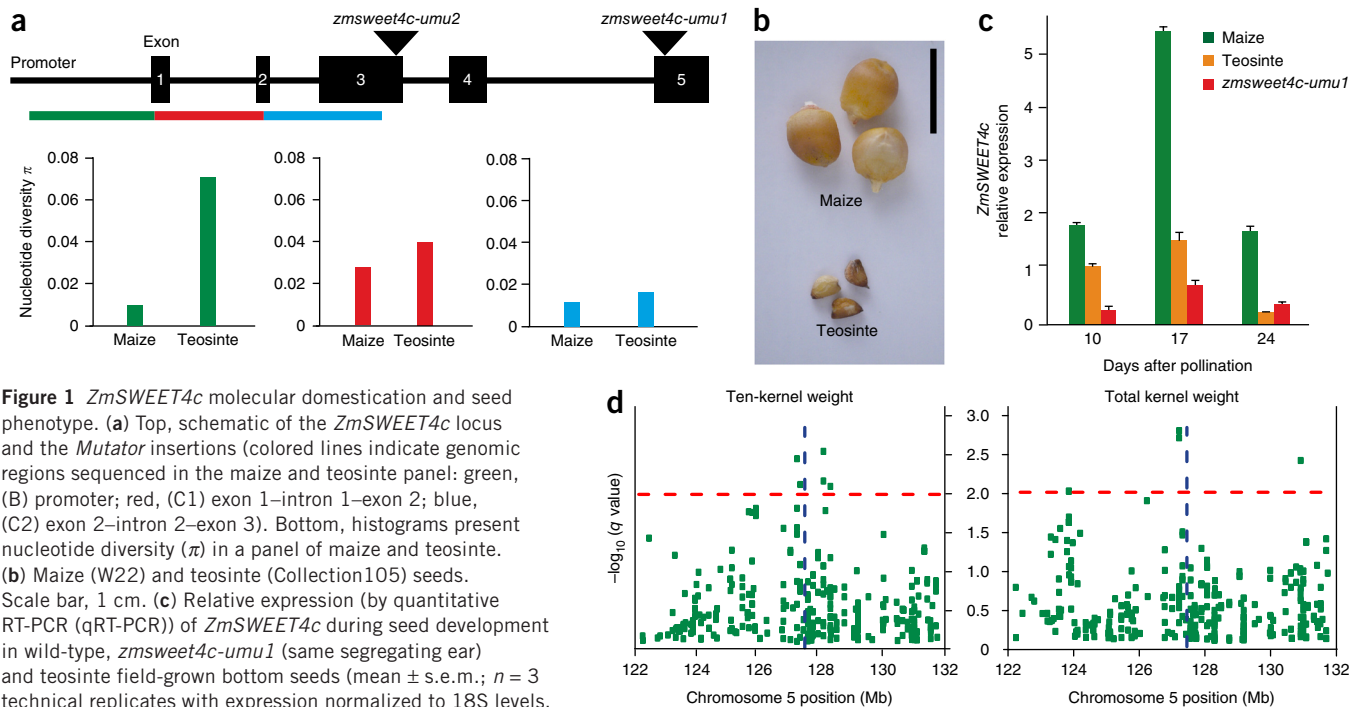 a
zmsweet4c-umu2
zmsweet4c-umu1
Promoter
Exon
1
2
3
4
5
Nucleotide diversity π
0.08
0.06
0.04
0.02
0
Maize
Teosinte
0.08
0.06
0.04
0.02
0
Maize
Teosinte
0.08
0.06
0.04
0.02
0
Maize
Teosinte
b
Maize
Teosinte
c
ZmSWEET4c
relative expression
5
4
3
2
1
0
Maize
Teosinte
zmsweet4c-umu1
10
17
24
Days after pollination
Figure 1 ZmSWEET4c molecular domestication and seed
phenotype. (a) Top, schematic of the ZmSWEET4c locus
and the Mutator insertions (colored lines indicate genomic
regions sequenced in the maize and teosinte panel: green,
(B) promoter; red, (C1) exon 1–intron 1–exon 2; blue,
(C2) exon 2–intron 2–exon 3). Bottom, histograms present
nucleotide diversity (π) in a panel of maize and teosinte.
(b) Maize (W22) and teosinte (Collection105) seeds.
Scale bar, 1 cm. (c) Relative expression (by quantitative
RT-PCR (qRT-PCR)) of ZmSWEET4c during seed development
in wild-type, zmsweet4c-umu1 (same segregating ear)
and teosinte field-grown bottom seeds (mean ± s.e.m.; n = 3
technical replicates with expression normalized to 18S levels.
d
Ten-kernel weight
122
124
126
128
130
132
Chromosome 5 position (Mb)
–log10 (q value)
Total kernel weight
3.0
2.5
2.0
1.5
1.0
0.5
0
122
124
126
128
130
132
Chromosome 5 position (Mb)